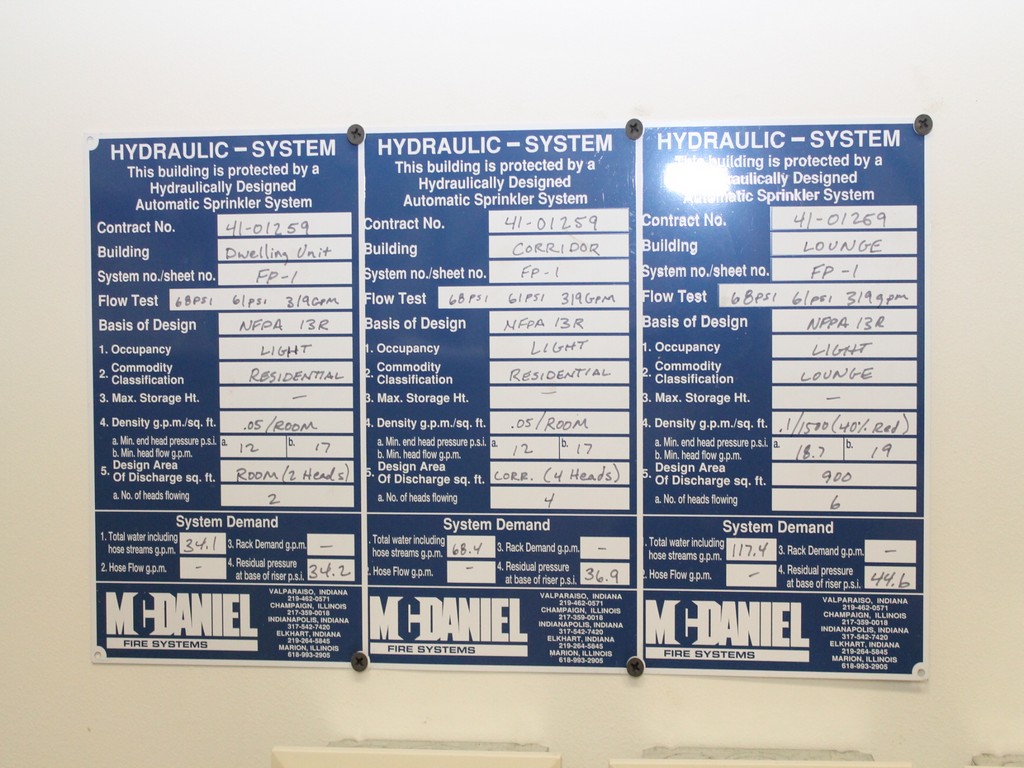 HYDRAULIC – SYSTEM
This building is protected by a
Hydraulically Designed
Automatic Sprinkler System
Contract No. 41-01259
Building Dwelling Unit
System no./sheet no. FP-1
Flow Test 68PSI 61PSI 319GPM
Basis of Design NFPA 13R
1. Occupancy LIGHT
2. Commodity Classification RESIDENTIAL
3. Max. Storage Ht. –
4. Density g.p.m./sq. ft. .05/ROOM
a. Min. end head pressure p.s.i. a. 12
b. Min. head flow g.p.m. b. 17
5. Design Area Of Discharge sq. ft. ROOM (2 Heads)
a. No. of heads flowing 2
System Demand
1. Total water including hose streams g.p.m. 34.1
3. Rack Demand g.p.m. –
2. Hose Flow g.p.m. –
4. Residual pressure at base of riser p.s.i. 34.2
MCDANIEL
FIRE SYSTEMS
VALPARAISO, INDIANA
219-462-0571
CHAMPAIGN, ILLINOIS
217-359-0018
INDIANAPOLIS, INDIANA
317-542-7420
ELKHART, INDIANA
219-264-5845
MARION, ILLINOIS
618-993-2905
HYDRAULIC – SYSTEM
This building is protected by a
Hydraulically Designed
Automatic Sprinkler System
Contract No. 41-01259
Building CORRIDOR
System no./sheet no. FP-1
Flow Test 68PSI 61PSI 319GPM
Basis of Design NFPA 13R
1. Occupancy LIGHT
2. Commodity Classification RESIDENTIAL
3. Max. Storage Ht. –
4. Density g.p.m./sq. ft. .05/ROOM
a. Min. end head pressure p.s.i. a. 12
b. Min. head flow g.p.m. b. 17
5. Design Area Of Discharge sq. ft. CORR. (4 Heads)
a. No. of heads flowing 4
System Demand
1. Total water including hose streams g.p.m. 68.4
3. Rack Demand g.p.m. –
2. Hose Flow g.p.m. –
4. Residual pressure at base of riser p.s.i. 36.9
MCDANIEL
FIRE SYSTEMS
VALPARAISO, INDIANA
219-462-0571
CHAMPAIGN, ILLINOIS
217-359-0018
INDIANAPOLIS, INDIANA
317-542-7420
ELKHART, INDIANA
219-264-5845
MARION, ILLINOIS
618-993-2905
HYDRAULIC – SYSTEM
This building is protected by a
Hydraulically Designed
Automatic Sprinkler System
Contract No. 41-01259
Building LOUNGE
System no./sheet no. FP-1
Flow Test 68PSI 61PSI 319gpm
Basis of Design NFPA 13R
1. Occupancy LIGHT
2. Commodity Classification LOUNGE
3. Max. Storage Ht. –
4. Density g.p.m./sq. ft. .1/1500 (40% Red)
a. Min. end head pressure p.s.i. a. 18.7
b. Min. head flow g.p.m. b. 19
5. Design Area Of Discharge sq. ft. 900
a. No. of heads flowing 6
System Demand
1. Total water including hose streams g.p.m. 117.4
3. Rack Demand g.p.m. –
2. Hose Flow g.p.m. –
4. Residual pressure at base of riser p.s.i. 44.6
MCDANIEL
FIRE SYSTEMS
VALPARAISO, INDIANA
219-462-0571
CHAMPAIGN, ILLINOIS
217-359-0018
INDIANAPOLIS, INDIANA
317-542-7420
ELKHART, INDIANA
219-264-5845
MARION, ILLINOIS
618-993-2905